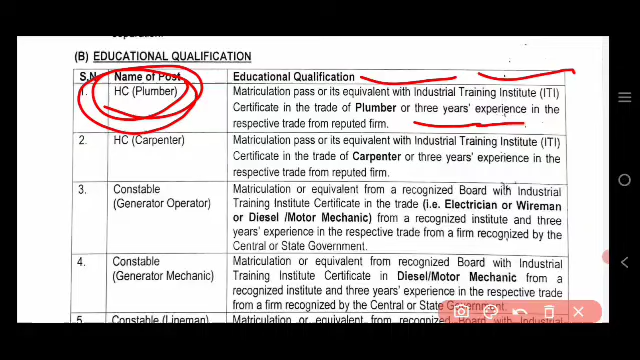 (B) EDUCATIONAL QUALIFICATION
S.N Name of Post Educational Qualification
1. HC (Plumber) Matriculation pass or its equivalent with Industrial Training Institute (ITI)
Certificate in the trade of Plumber or three years' experience in the
respective trade from reputed firm.
2. HC (Carpenter) Matriculation pass or its equivalent with Industrial Training Institute (ITI)
Certificate in the trade of Carpenter or three years' experience in the
respective trade from reputed firm.
3. Constable Matriculation or equivalent from a recognized Board with Industrial
(Generator Operator) Training Institute Certificate in the trade (i.e. Electrician or Wireman
or Diesel /Motor Mechanic) from a recognized institute and three
years' experience in the respective trade from a firm recognized by the
Central or State Government.
4. Constable Matriculation or equivalent from recognized Board with Industrial
(Generator Mechanic) Training Institute Certificate in Diesel/Motor Mechanic from a
recognized institute and three years' experience in the respective trade
from a firm recognized by the Central or State Government.
5. Constable (Lineman) Matriculation or equivalent from a recognized Board with Industrial